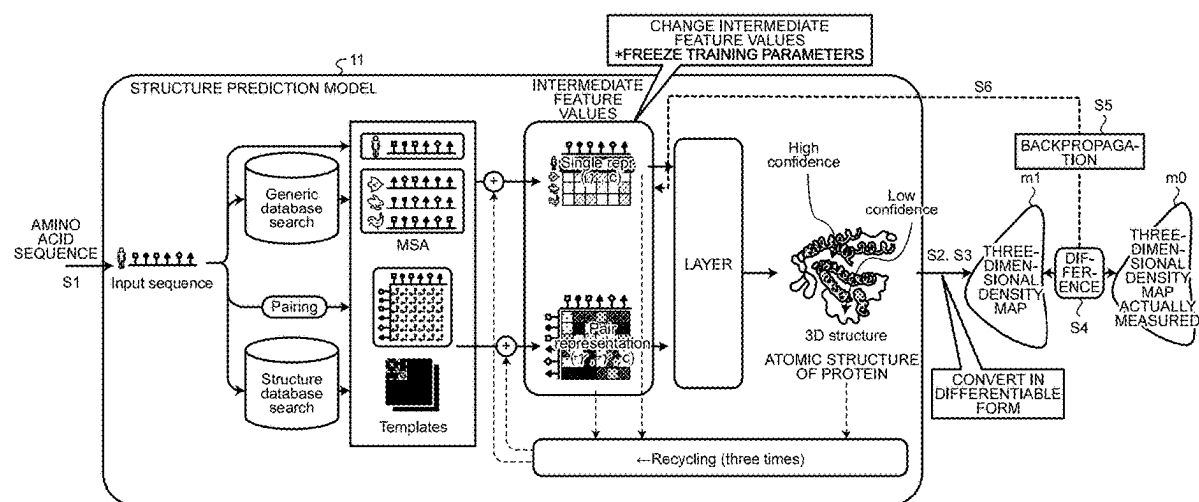 CHANGE INTERMEDIATE
FEATURE VALUES
*FREEZE TRAINING PARAMETERS
11
STRUCTURE PREDICTION MODEL
INTERMEDIATE
FEATURE
VALUES
S6
S5
BACKPROPAGA-
TION
m1
m0
AMINO
ACID
SEQUENCE
S1
Input sequence
Generic
database
search
Pairing
Structure
database
search
MSA
Templates
+
+
Single repr.
Pair
representation
LAYER
High
confidence
Low
confidence
3D structure
ATOMIC STRUCTURE
OF PROTEIN
S2. S3
THREE-
DIMEN-
SIONAL
DENSITY
MAP
DIF-
FER-
ENCE
S4
THREE-
DIMEN-
SIONAL
DENSITY
MAP
ACTUALLY
MEASURED
CONVERT IN
DIFFERENTIABLE
FORM
←Recycling (three times)